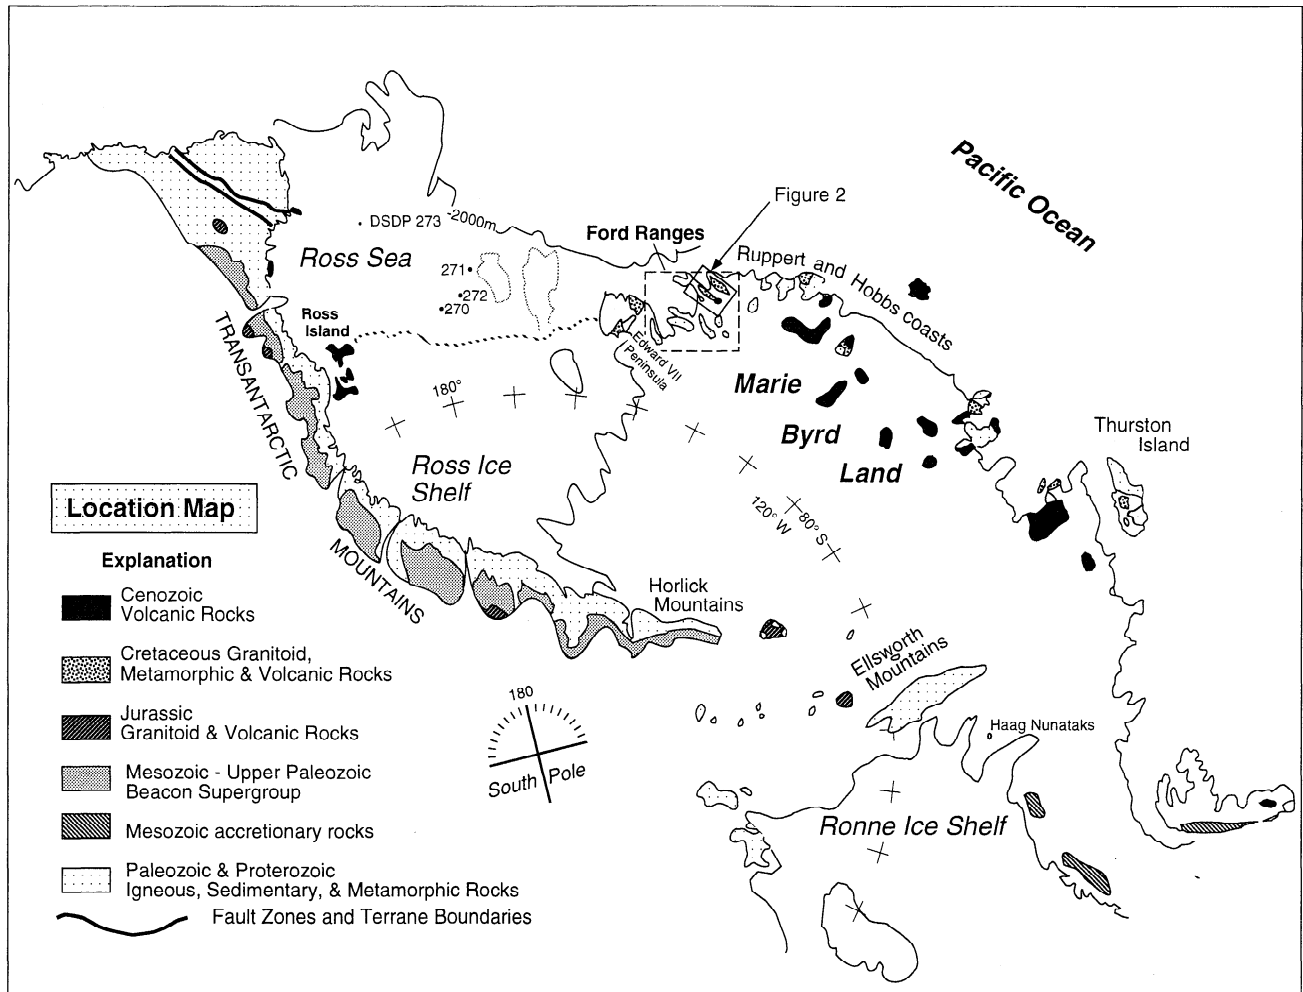 Pacific Ocean
Figure 2
DSDP 273
-2000m
Ford Ranges
Ross Sea
271
272
270
Ruppert and Hobbs coasts
Ross
Island
Edward VII
Peninsula
TRANSANTARCTIC
MOUNTAINS
180°
Marie
Byrd
Land
Thurston
Island
Ross Ice
Shelf
120° W
80° S
Location Map
Explanation
Cenozoic
Volcanic Rocks
Cretaceous Granitoid,
Metamorphic & Volcanic Rocks
Jurassic
Granitoid & Volcanic Rocks
Mesozoic - Upper Paleozoic
Beacon Supergroup
Mesozoic accretionary rocks
Paleozoic & Proterozoic
Igneous, Sedimentary, & Metamorphic Rocks
Fault Zones and Terrane Boundaries
Horlick
Mountains
Ellsworth
Mountains
180
South Pole
Haag Nunataks
Ronne Ice Shelf